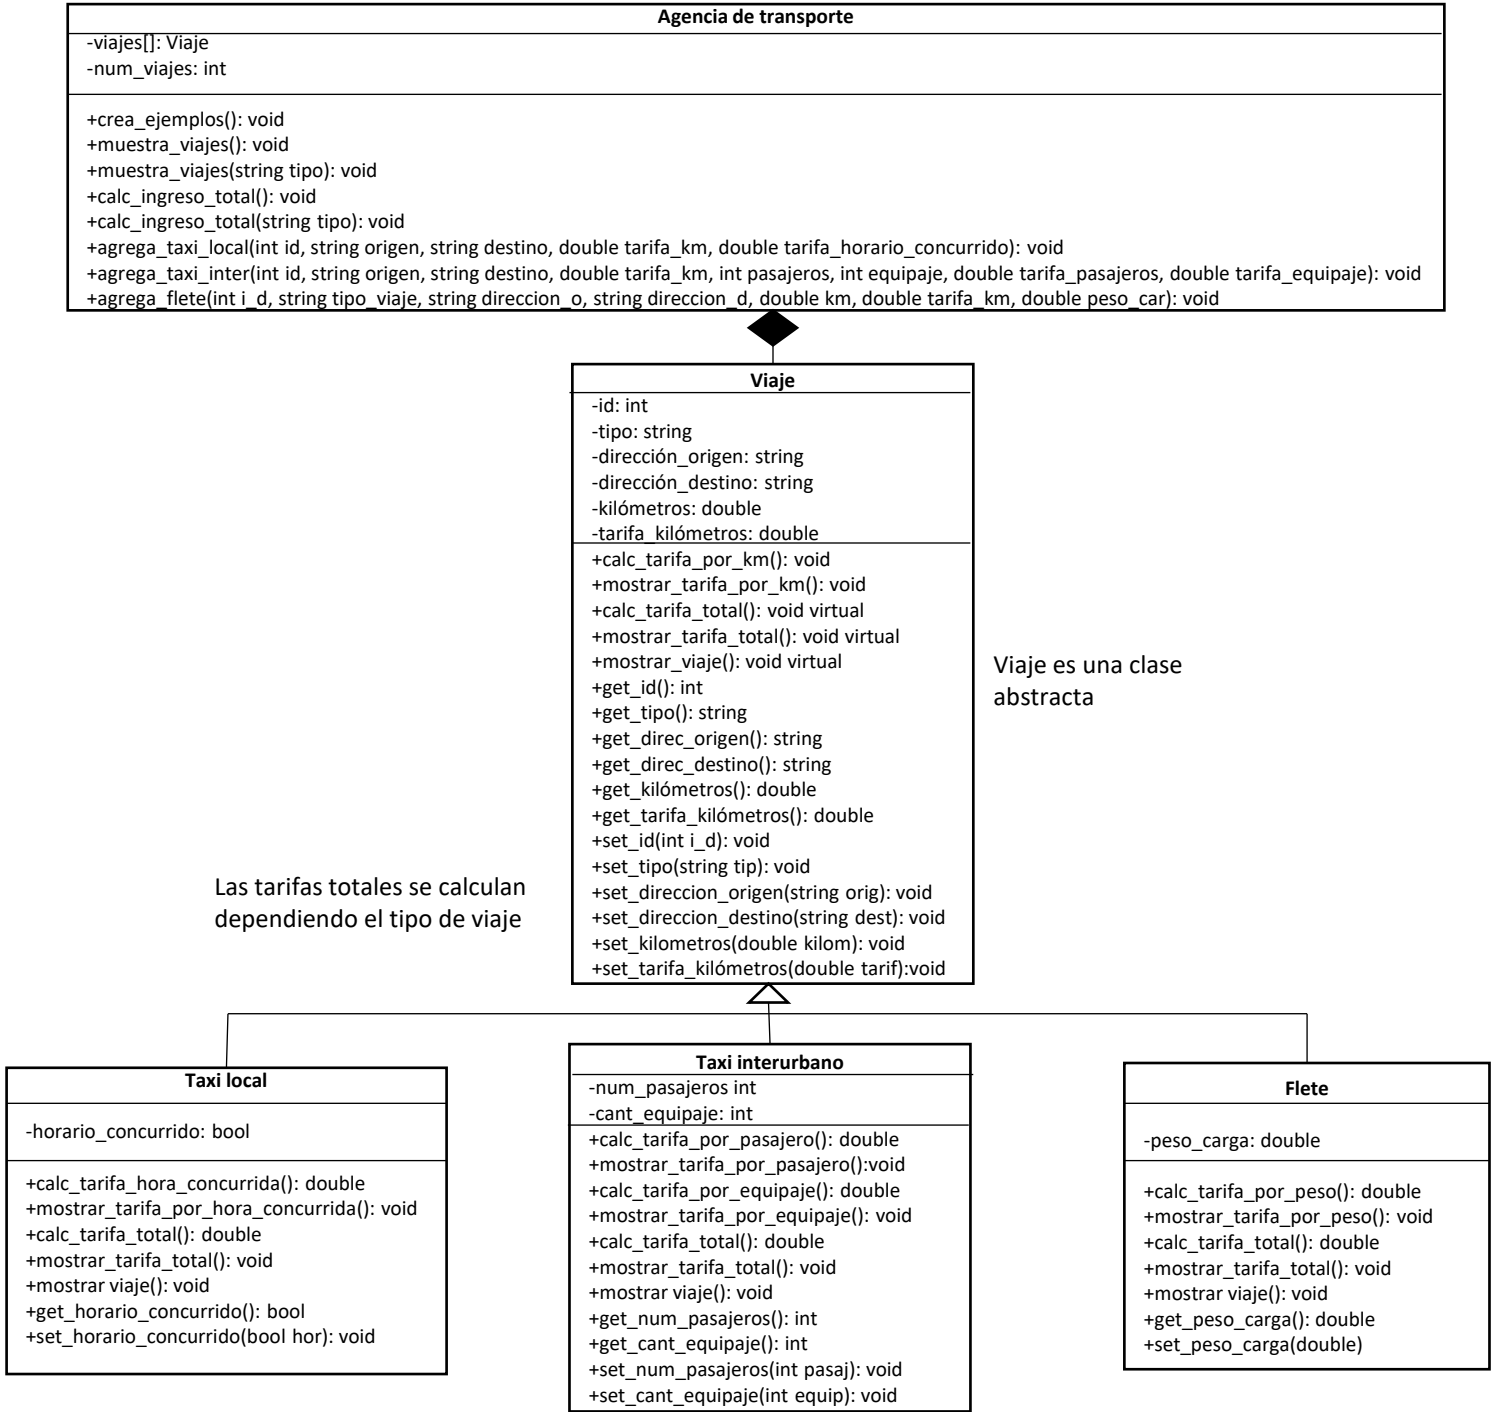 Agencia de transporte
-viajes[]: Viaje
-num_viajes: int
+crea_ejemplos(): void
+muestra_viajes(): void
+muestra_viajes(string tipo): void
+calc_ingreso_total(): void
+calc_ingreso_total(string tipo): void
+agrega_taxi_local(int id, string origen, string destino, double tarifa_km, double tarifa_horario_concurrido): void
+agrega_taxi_inter(int id, string origen, string destino, double tarifa_km, int pasajeros, int equipaje, double tarifa_pasajeros, double tarifa_equipaje): void
+agrega_flete(int i_d, string tipo_viaje, string direccion_o, string direccion_d, double km, double tarifa_km, double peso_car): void
Viaje
-id: int
-tipo: string
-dirección_origen: string
-dirección_destino: string
-kilómetros: double
-tarifa_kilómetros: double
+calc_tarifa_por_km(): void
+mostrar_tarifa_por_km(): void
+calc_tarifa_total(): void virtual
+mostrar_tarifa_total(): void virtual
+mostrar_viaje(): void virtual
+get_id(): int
+get_tipo(): string
+get_direc_origen(): string
+get_direc_destino(): string
+get_kilómetros(): double
+get_tarifa_kilómetros(): double
+set_id(int i_d): void
+set_tipo(string tip): void
+set_direccion_origen(string orig): void
+set_direccion_destino(string dest): void
+set_kilometros(double kilom): void
+set_tarifa_kilómetros(double tarif):void
Viaje es una clase
abstracta
Las tarifas totales se calculan
dependiendo el tipo de viaje
Taxi local
-horario_concurrido: bool
+calc_tarifa_hora_concurrida(): double
+mostrar_tarifa_por_hora_concurrida(): void
+calc_tarifa_total(): double
+mostrar_tarifa_total(): void
+mostrar viaje(): void
+get_horario_concurrido(): bool
+set_horario_concurrido(bool hor): void
Taxi interurbano
-num_pasajeros int
-cant_equipaje: int
+calc_tarifa_por_pasajero(): double
+mostrar_tarifa_por_pasajero():void
+calc_tarifa_por_equipaje(): double
+mostrar_tarifa_por_equipaje(): void
+calc_tarifa_total(): double
+mostrar_tarifa_total(): void
+mostrar viaje(): void
+get_num_pasajeros(): int
+get_cant_equipaje(): int
+set_num_pasajeros(int pasaj): void
+set_cant_equipaje(int equip): void
Flete
-peso_carga: double
+calc_tarifa_por_peso(): double
+mostrar_tarifa_por_peso(): void
+calc_tarifa_total(): double
+mostrar_tarifa_total(): void
+mostrar viaje(): void
+get_peso_carga(): double
+set_peso_carga(double)